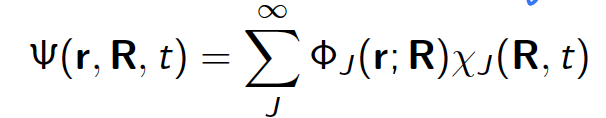 Ψ(r, R, t) = ∑_J^∞ Φ_J(r; R)χ_J(R, t)